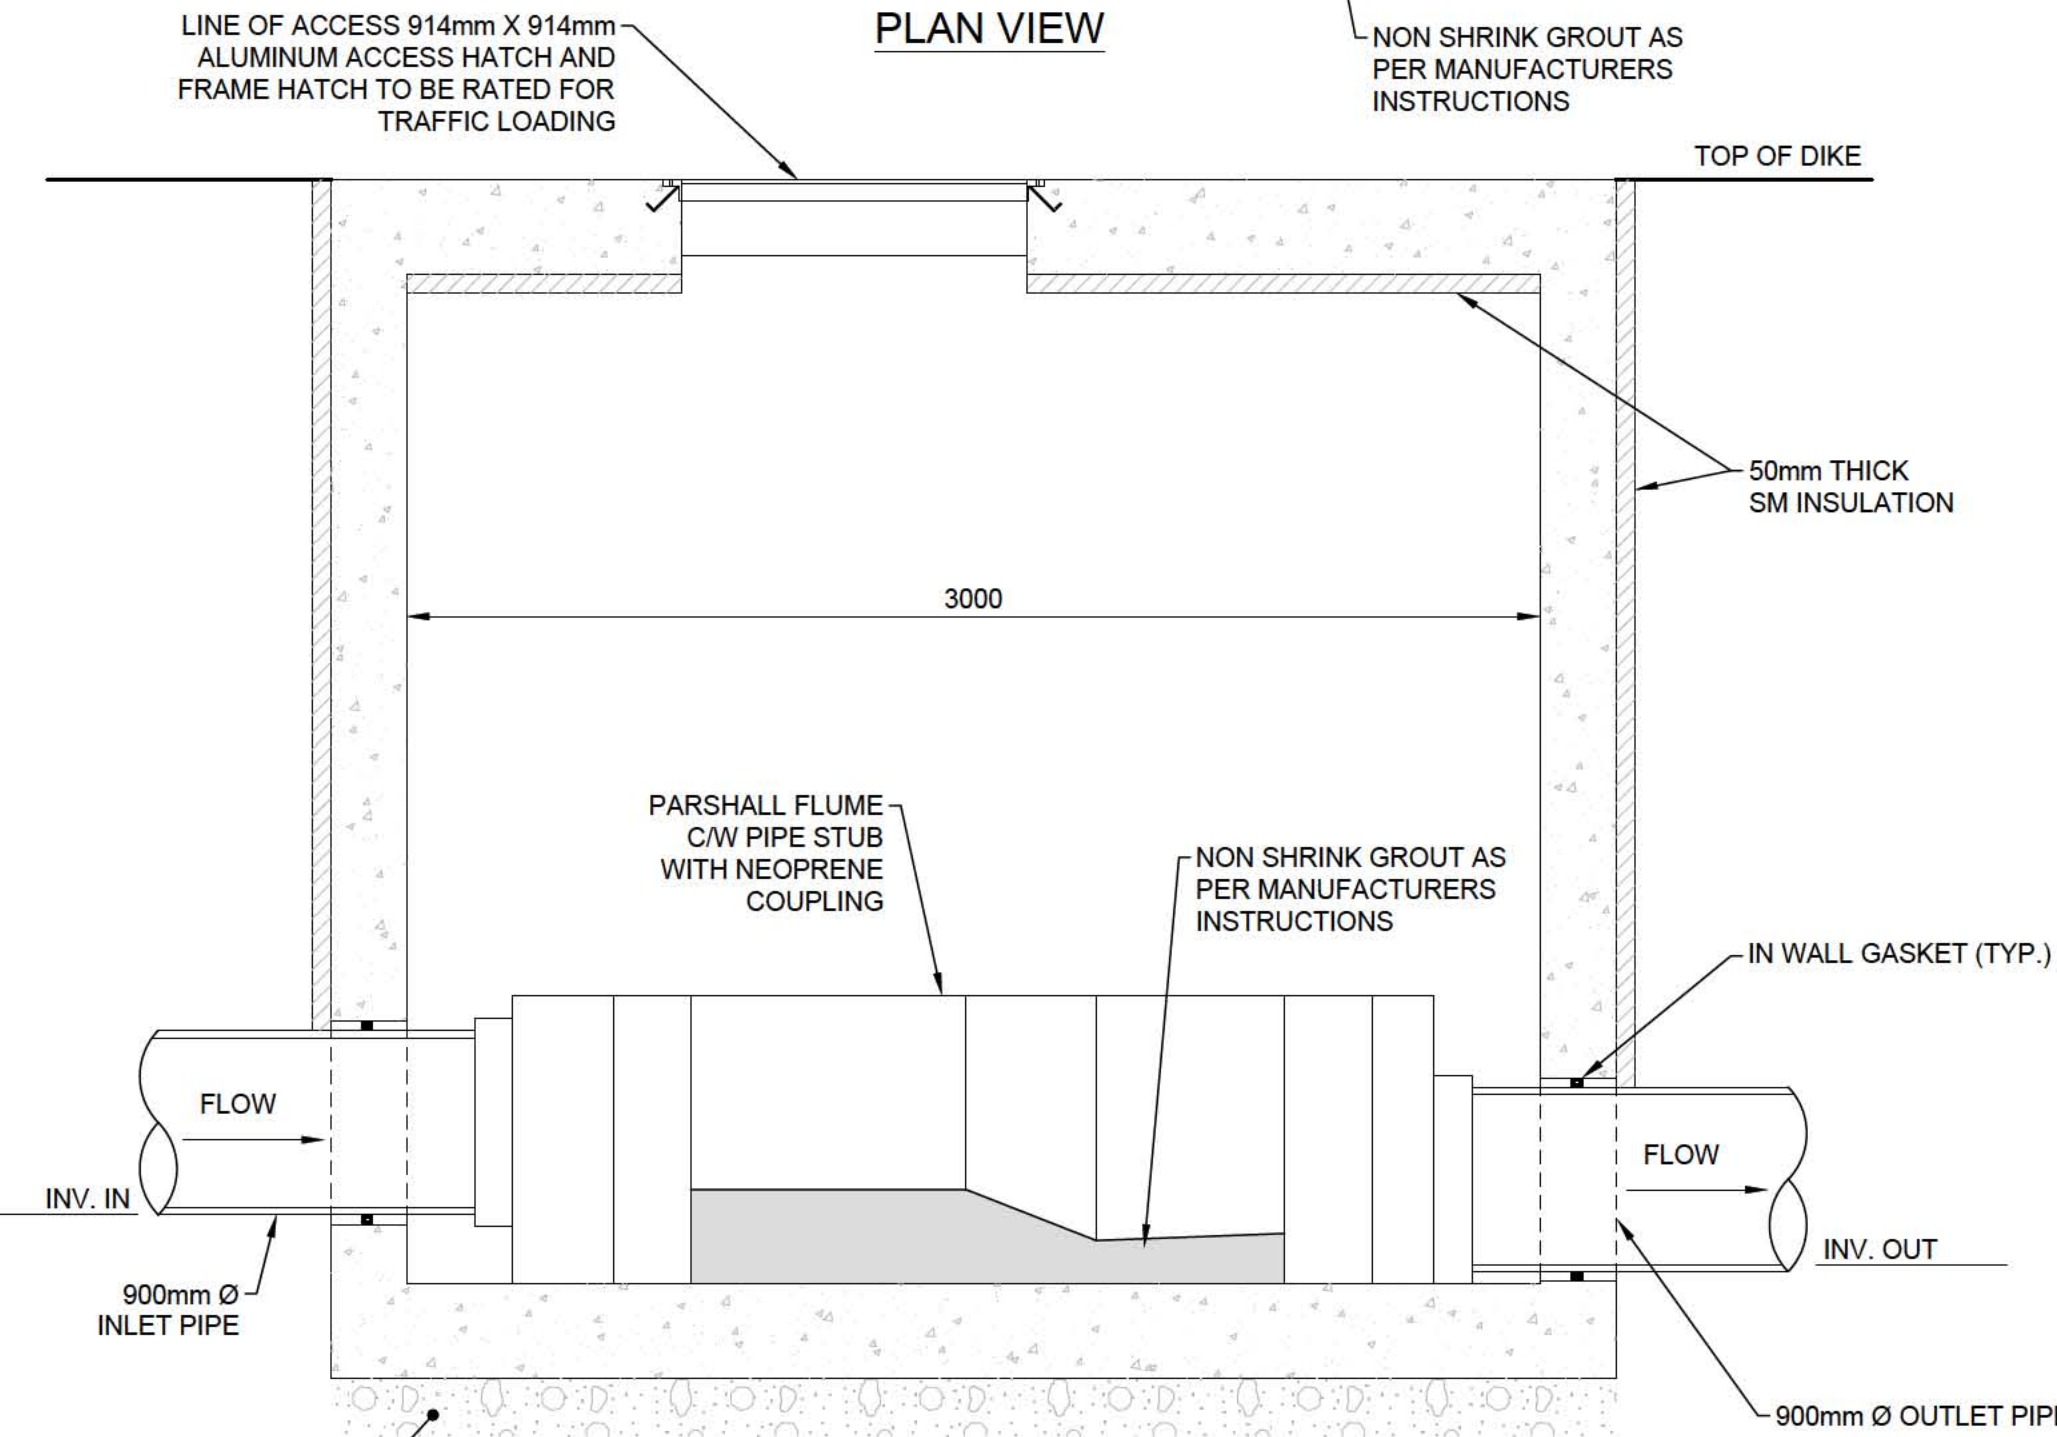 LINE OF ACCESS 914mm X 914mm
ALUMINUM ACCESS HATCH AND
FRAME HATCH TO BE RATED FOR
TRAFFIC LOADING
PLAN VIEW
NON SHRINK GROUT AS
PER MANUFACTURERS
INSTRUCTIONS
TOP OF DIKE
50mm THICK
SM INSULATION
3000
PARSHALL FLUME
C/W PIPE STUB
WITH NEOPRENE
COUPLING
NON SHRINK GROUT AS
PER MANUFACTURERS
INSTRUCTIONS
IN WALL GASKET (TYP.)
FLOW
FLOW
INV. IN
INV. OUT
900mm Ø
INLET PIPE
900mm Ø OUTLET PIPE